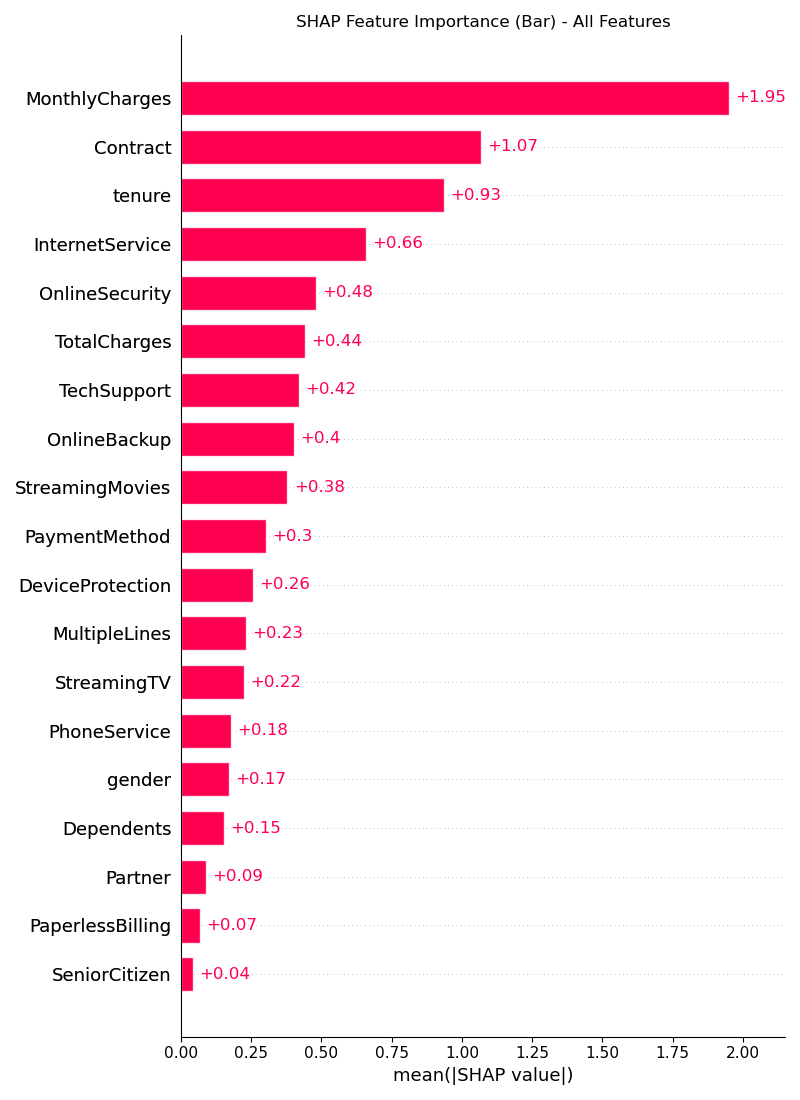 SHAP Feature Importance (Bar) - All Features
MonthlyCharges +1.95
Contract +1.07
tenure +0.93
InternetService +0.66
OnlineSecurity +0.48
TotalCharges +0.44
TechSupport +0.42
OnlineBackup +0.4
StreamingMovies +0.38
PaymentMethod +0.3
DeviceProtection +0.26
MultipleLines +0.23
StreamingTV +0.22
PhoneService +0.18
gender +0.17
Dependents +0.15
Partner +0.09
PaperlessBilling +0.07
SeniorCitizen +0.04
0.00 0.25 0.50 0.75 1.00 1.25 1.50 1.75 2.00
mean(|SHAP value|)